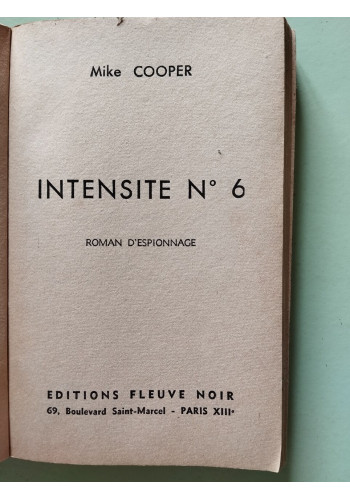 Mike COOPER
INTENSITE N° 6
ROMAN D'ESPIONNAGE
EDITIONS FLEUVE NOIR
69, Boulevard Saint-Marcel - PARIS XIIIᵉ